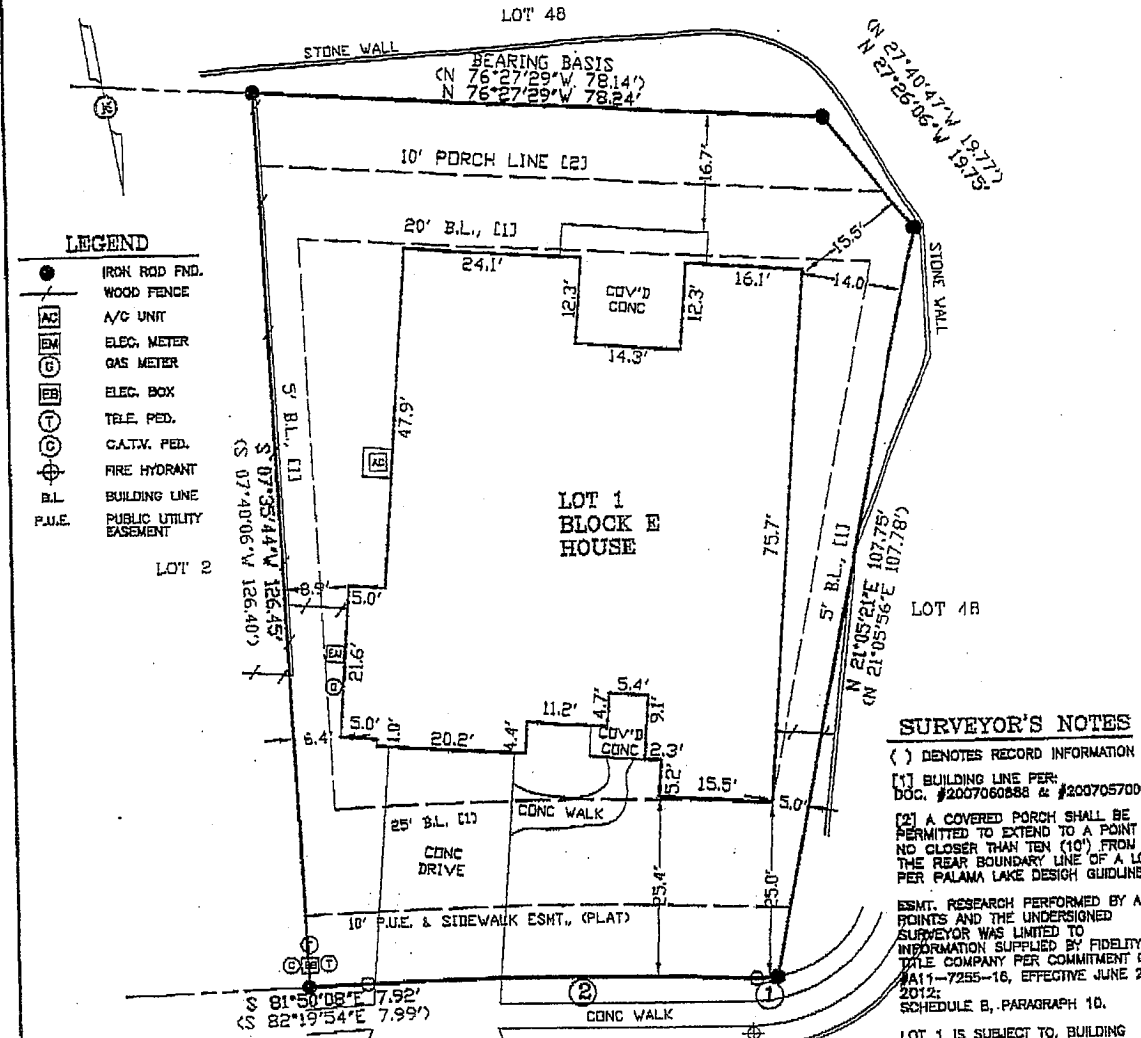 LOT 48
STONE WALL
BEARING BASIS
(N 76°27'29"W 78.14')
N 76°27'29"W 78.24'
(N 27°40'47"W 19.77')
N 27°26'06"W 19.75'
10' PORCH LINE [2]
16.7'
20' B.L., [1]
24.1'
12.3'
COV'D
CONC
12.3'
14.3'
16.1'
15.5'
14.0
STONE WALL
LEGEND
IRON ROD FND.
WOOD FENCE
AC A/C UNIT
EM ELEC. METER
G GAS METER
EB ELEC. BOX
T TELE. PED.
C C.A.T.V. PED.
FIRE HYDRANT
B.L. BUILDING LINE
P.U.E. PUBLIC UTILITY
EASEMENT
LOT 2
5' B.L., [1]
S 07°35'44"W 126.45'
(S 07°40'06"W 126.40')
47.9'
AC
LOT 1
BLOCK E
HOUSE
75.7'
5' B.L., [1]
N 21°05'21"E 107.75'
(N 21°05'56"E 107.78')
LOT 48
8.9'
5.0'
21.6'
EM
G
5.0'
1.0'
6.4'
20.2'
4.4'
11.2'
4.7'
5.4'
9.1'
COV'D
CONC
2.3'
5.2'
15.5'
5.0'
25' B.L. [1]
CONC WALK
CONC
DRIVE
25.4'
25.0'
10' P.U.E. & SIDEWALK ESMT., (PLAT)
T
C EB T
S 81°50'08"E 7.92'
(S 82°19'54"E 7.99')
2
1
CONC WALK
SURVEYOR'S NOTES
( ) DENOTES RECORD INFORMATION
[1] BUILDING LINE PER:
DOC. #2007060888 & #200705700
[2] A COVERED PORCH SHALL BE
PERMITTED TO EXTEND TO A POINT
NO CLOSER THAN TEN (10') FROM
THE REAR BOUNDARY LINE OF A LO
PER PALAMA LAKE DESIGH GUIDLINE
ESMT. RESEARCH PERFORMED BY A
POINTS AND THE UNDERSIGNED
SURVEYOR WAS LIMITED TO
INFORMATION SUPPLIED BY FIDELITY
TITLE COMPANY PER COMMITMENT
#A11-7255-16, EFFECTIVE JUNE 2
2012;
SCHEDULE B, PARAGRAPH 10.
LOT 1 IS SUBJECT TO, BUILDING